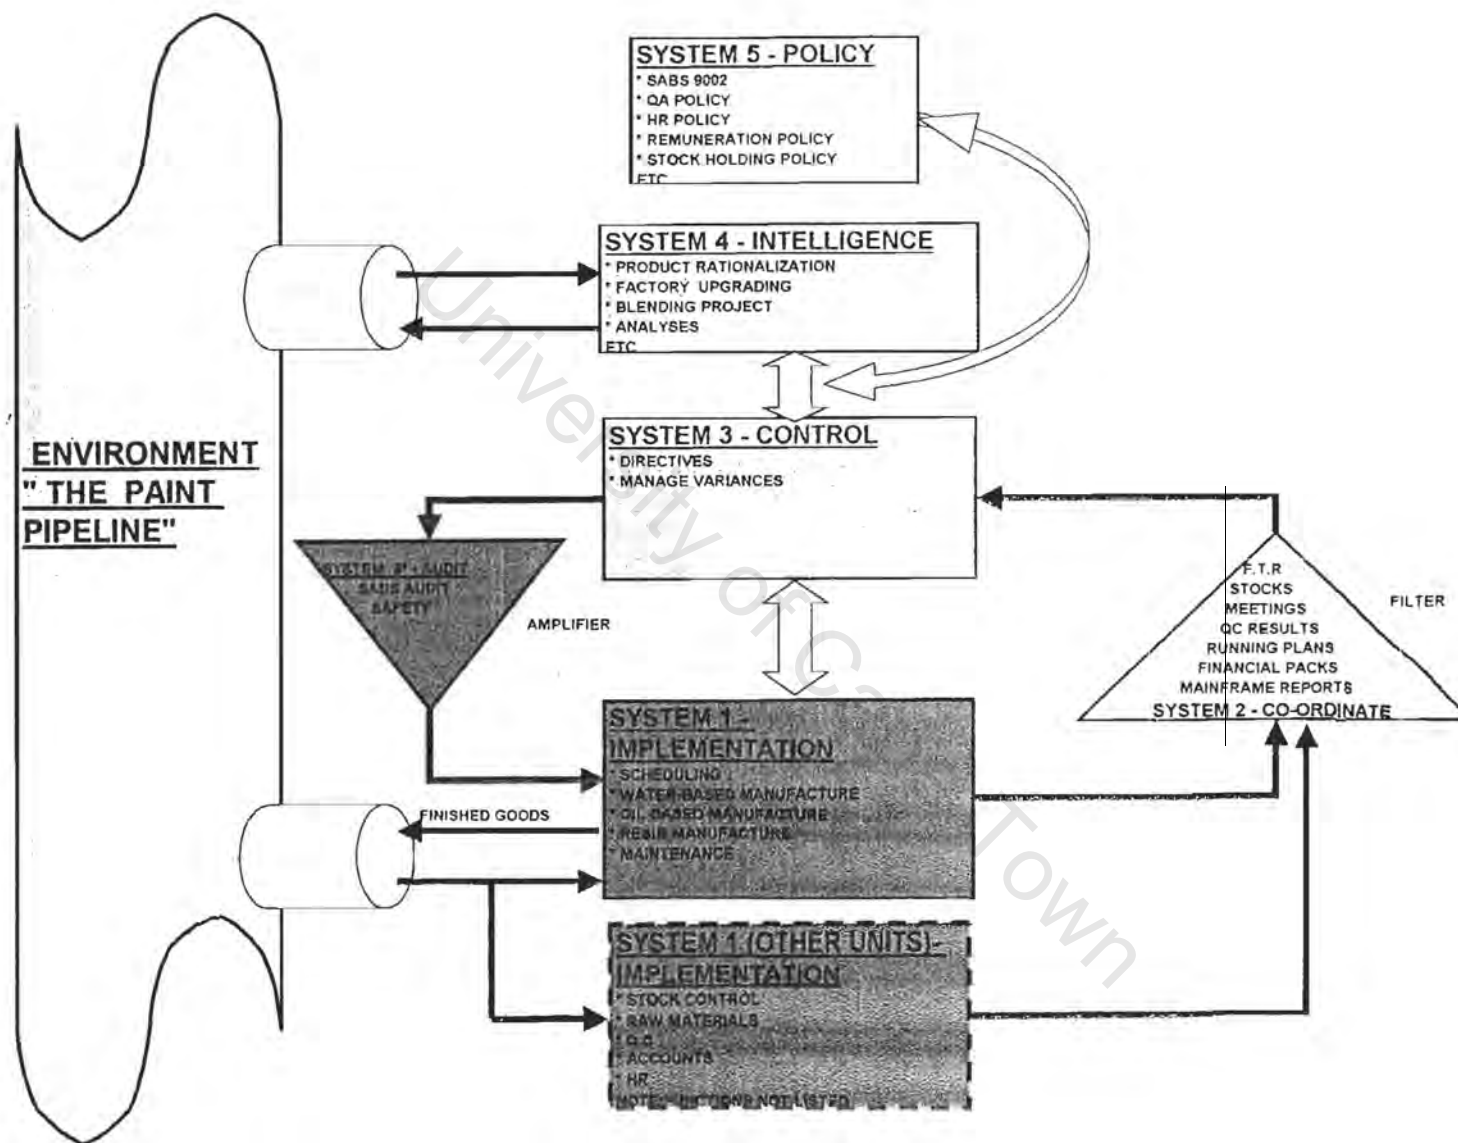 SYSTEM 5 - POLICY
* SABS 9002
* QA POLICY
* HR POLICY
* REMUNERATION POLICY
* STOCK HOLDING POLICY
ETC
SYSTEM 4 - INTELLIGENCE
* PRODUCT RATIONALIZATION
* FACTORY UPGRADING
* BLENDING PROJECT
* ANALYSES
ETC
ENVIRONMENT
" THE PAINT
PIPELINE"
SYSTEM 3 - CONTROL
* DIRECTIVES
* MANAGE VARIANCES
- AUDIT
SABS AUDIT
SAFETY
AMPLIFIER
F.T.R
STOCKS
MEETINGS
QC RESULTS
RUNNING PLANS
FINANCIAL PACKS
MAINFRAME REPORTS
SYSTEM 2 - CO-ORDINATE
FILTER
SYSTEM 1 -
IMPLEMENTATION
* SCHEDULING
* WATER-BASED MANUFACTURE
* OIL BASED MANUFACTURE
* RESIN MANUFACTURE
* MAINTENANCE
FINISHED GOODS
SYSTEM 1 (OTHER UNITS) -
IMPLEMENTATION
* STOCK CONTROL
* RAW MATERIALS
* Q.C
* ACCOUNTS
* HR
NOT LISTED
University of Cape Town